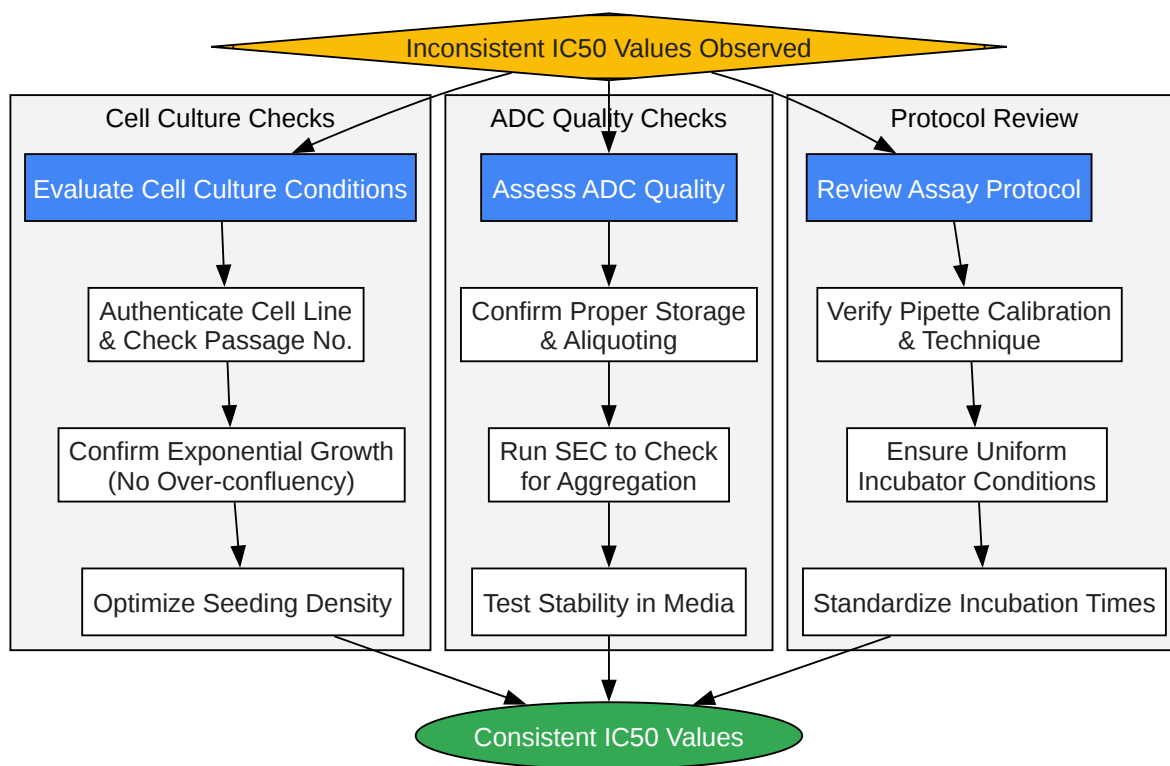 Inconsistent IC50 Values Observed
Cell Culture Checks
Evaluate Cell Culture Conditions
Authenticate Cell Line
& Check Passage No.
Confirm Exponential Growth
(No Over-confluency)
Optimize Seeding Density
ADC Quality Checks
Assess ADC Quality
Confirm Proper Storage
& Aliquoting
Run SEC to Check
for Aggregation
Test Stability in Media
Protocol Review
Review Assay Protocol
Verify Pipette Calibration
& Technique
Ensure Uniform
Incubator Conditions
Standardize Incubation Times
Consistent IC50 Values